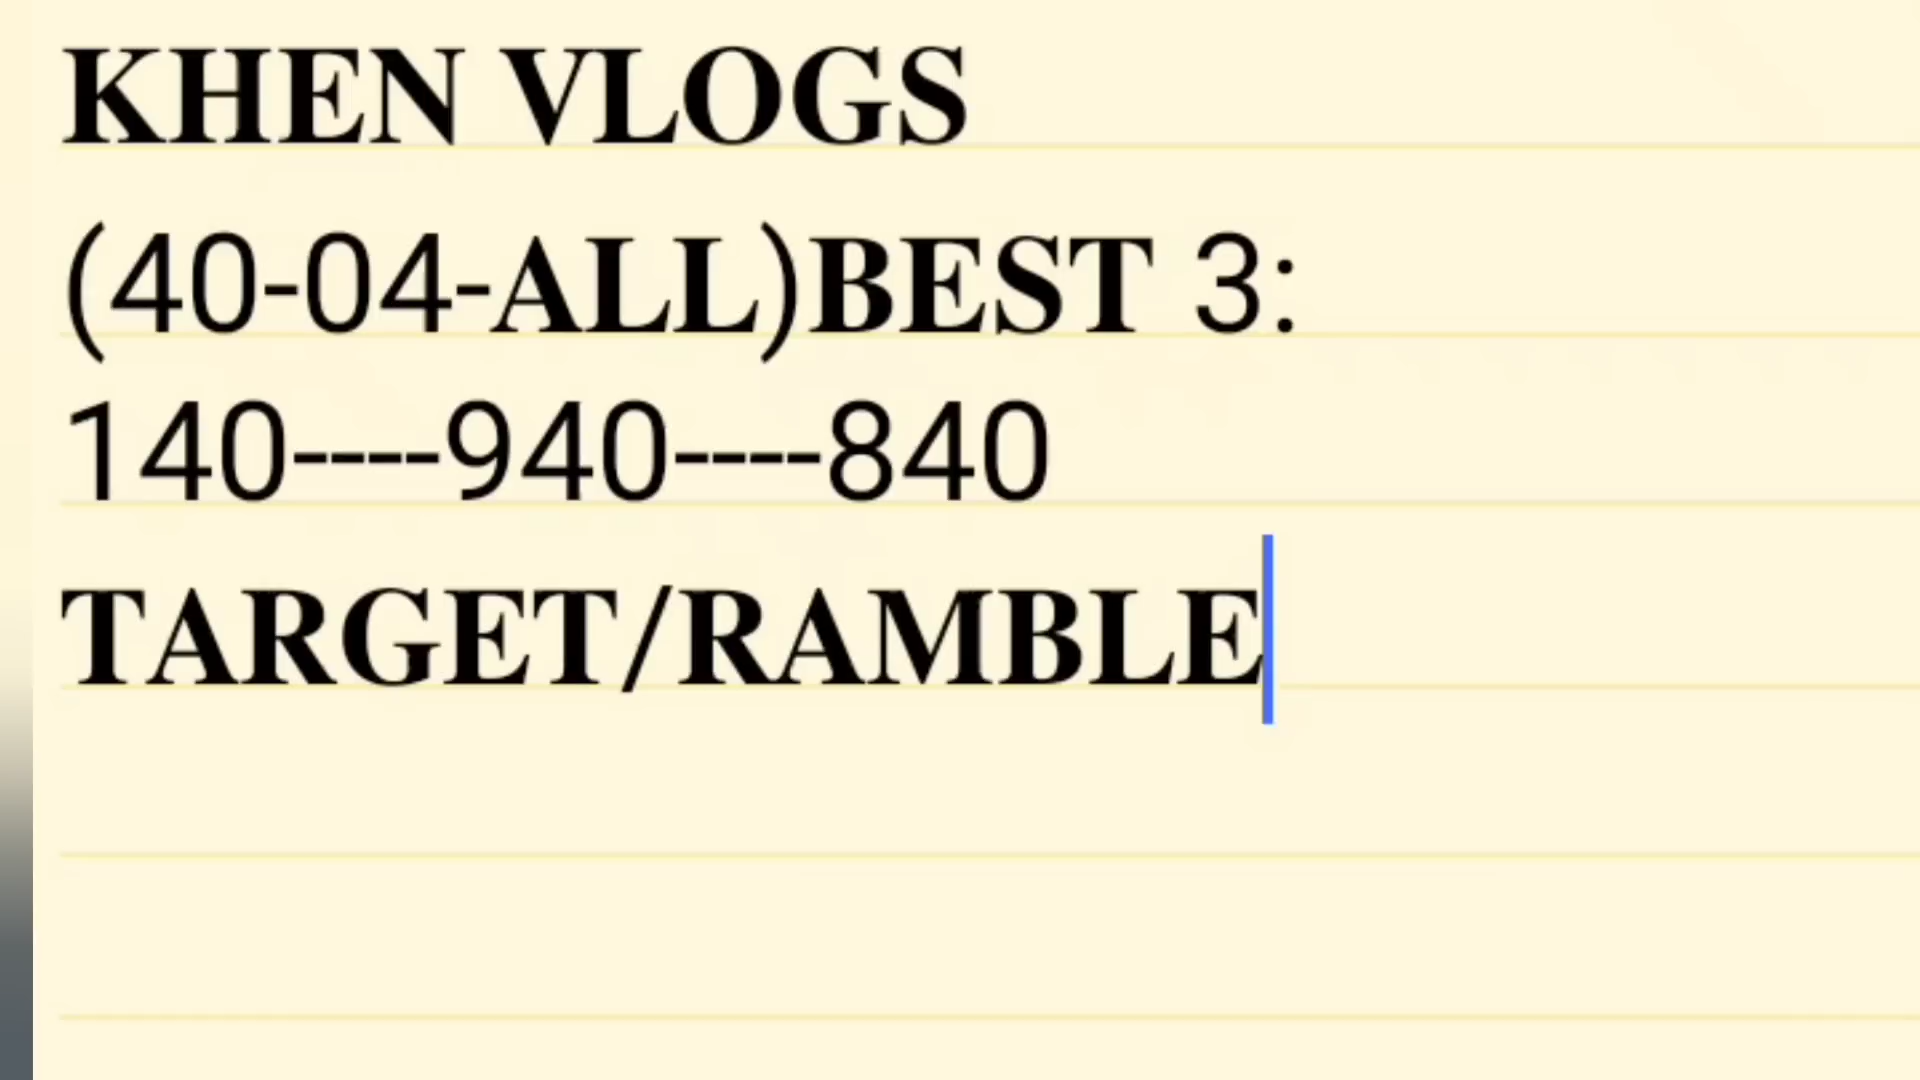 KHEN VLOGS
(40-04-ALL)BEST 3:
140----940----840
TARGET/RAMBLE